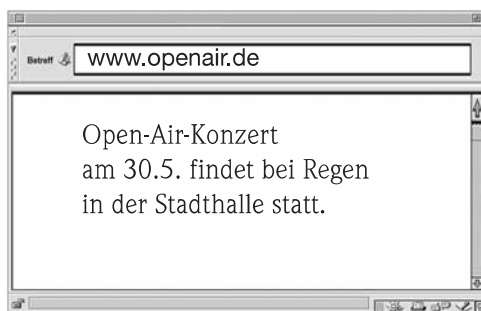 Betreff www.openair.de
Open-Air-Konzert
am 30.5. findet bei Regen
in der Stadthalle statt.